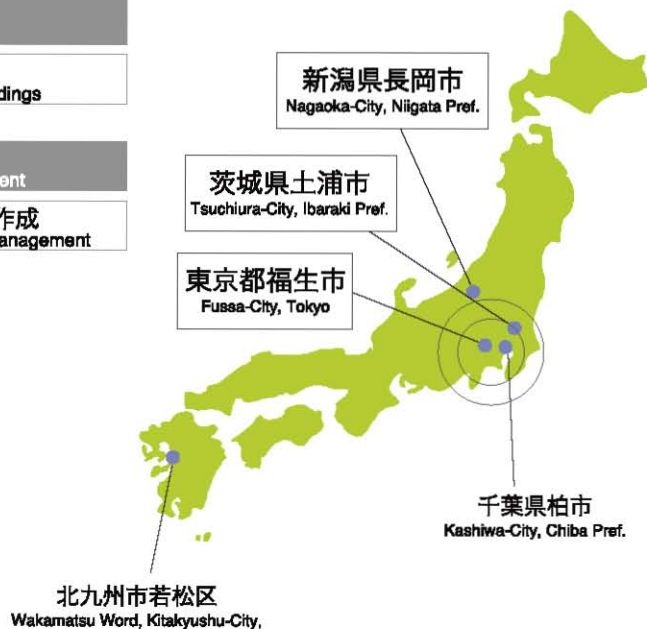 dings
ent
作成
anagement
新潟県長岡市
Nagaoka-City, Niigata Pref.
茨城県土浦市
Tsuchiura-City, Ibaraki Pref.
東京都福生市
Fussa-City, Tokyo
千葉県柏市
Kashiwa-City, Chiba Pref.
北九州市若松区
Wakamatsu Word, Kitakyushu-City,